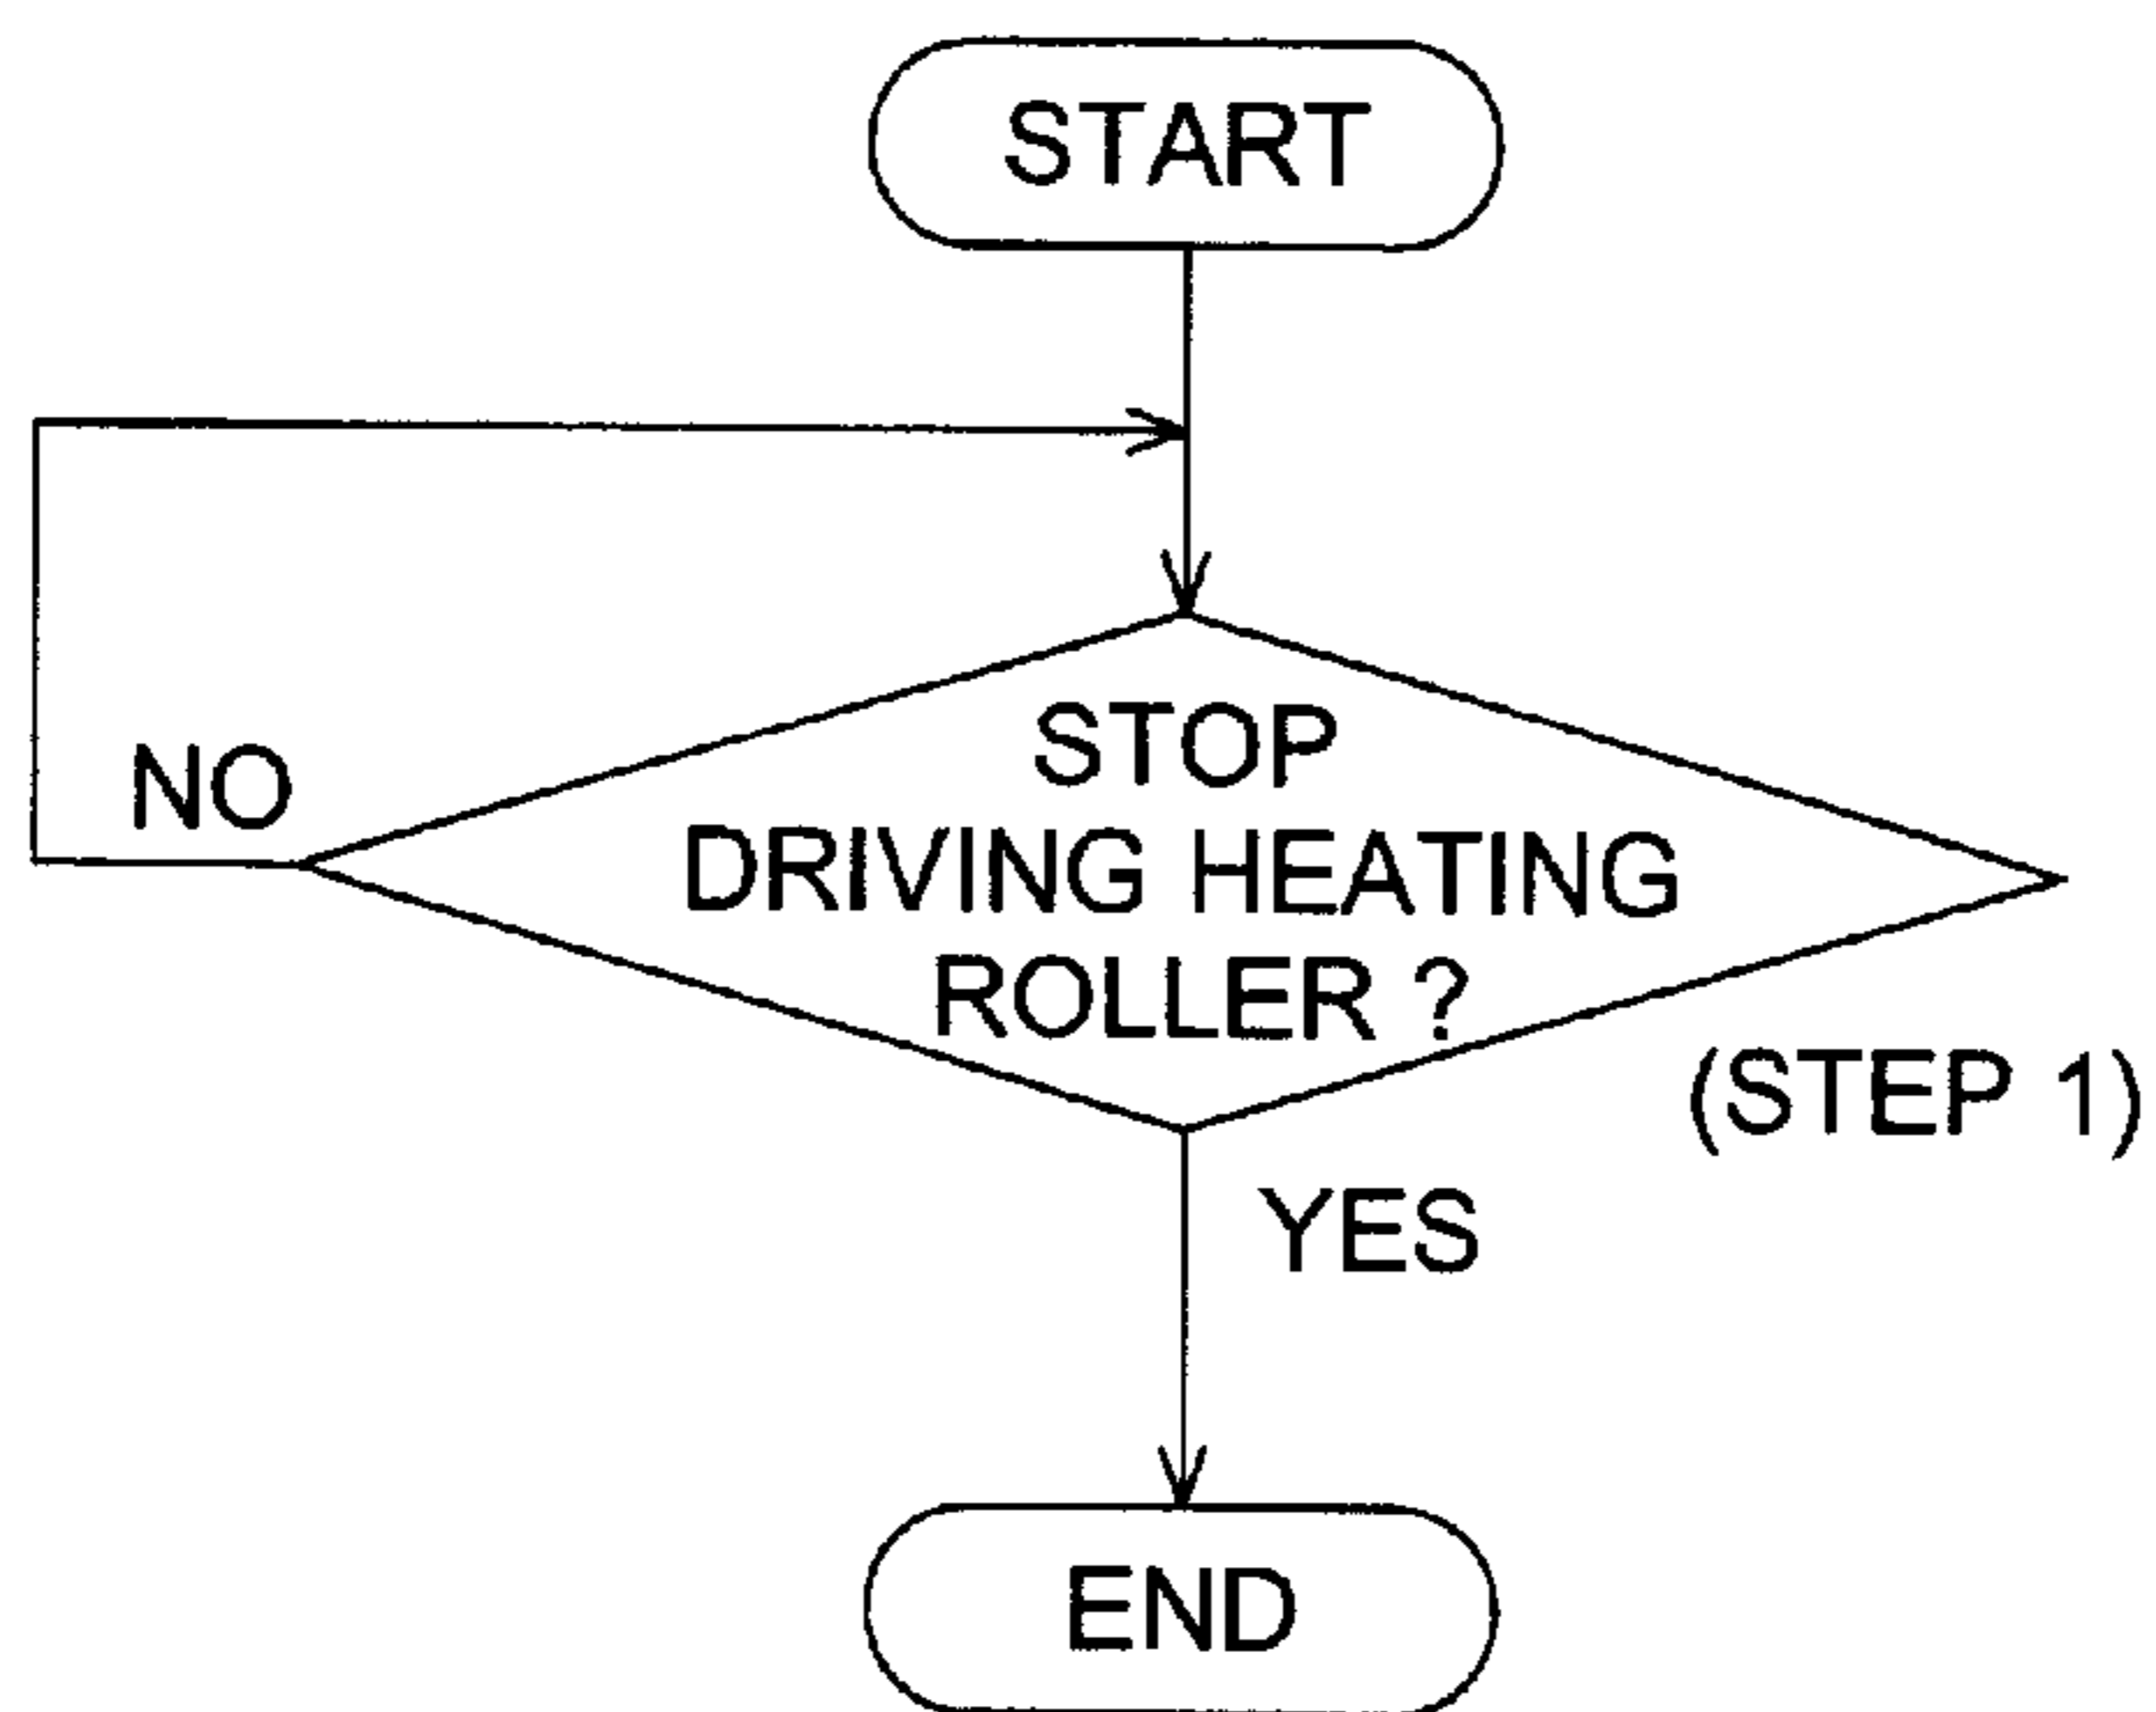 START
NO
STOP
DRIVING HEATING
ROLLER ?
(STEP 1)
YES
END